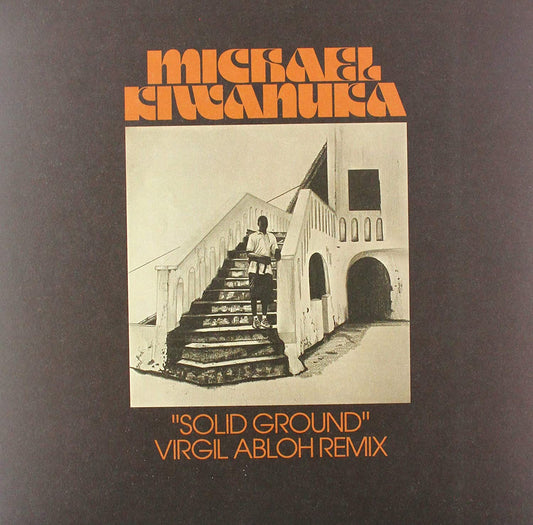 MICHAEL
KIWANUKA
"SOLID GROUND"
VIRGIL ABLOH REMIX